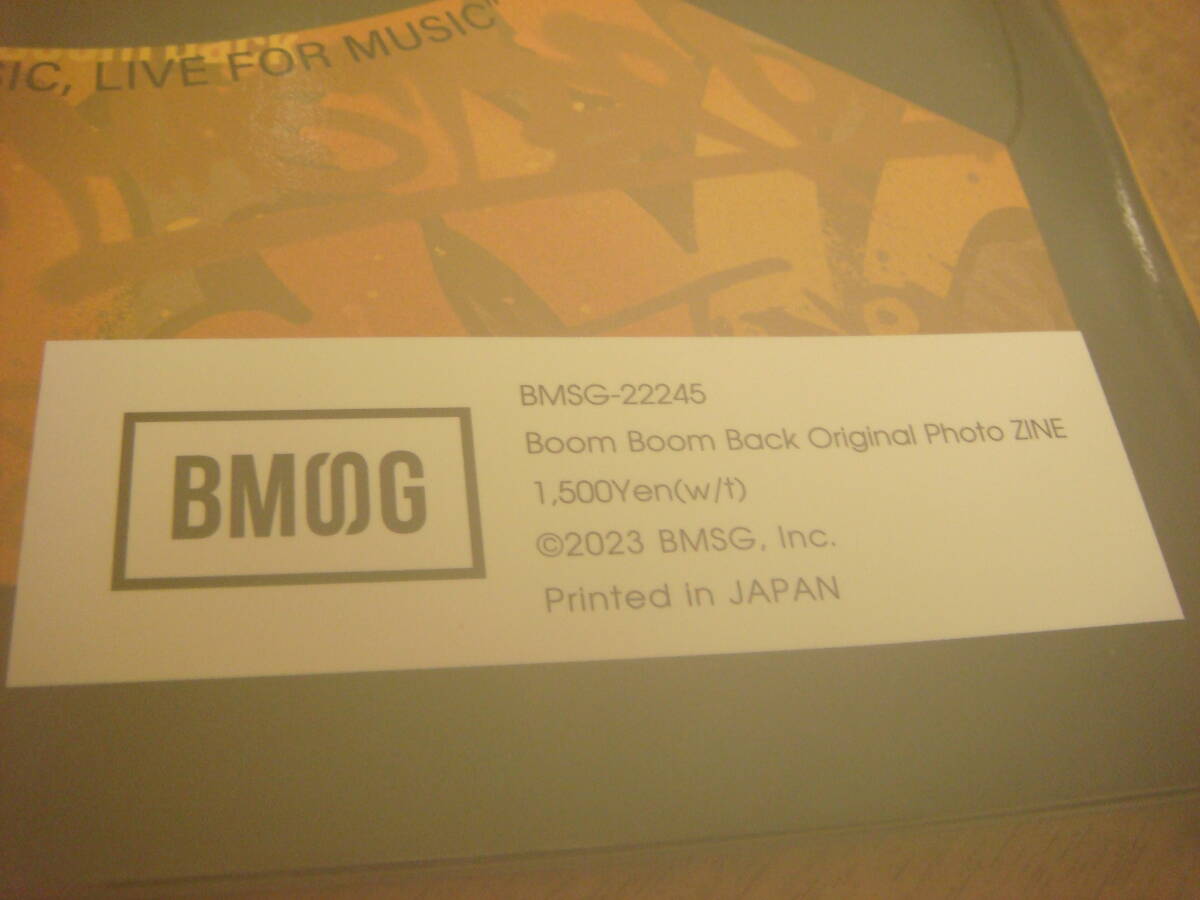 IC, LIVE FOR MUSIC"
BMSG
BMSG-22245
Boom Boom Back Original Photo ZINE
1,500Yen(w/t)
©2023 BMSG, Inc.
Printed in JAPAN